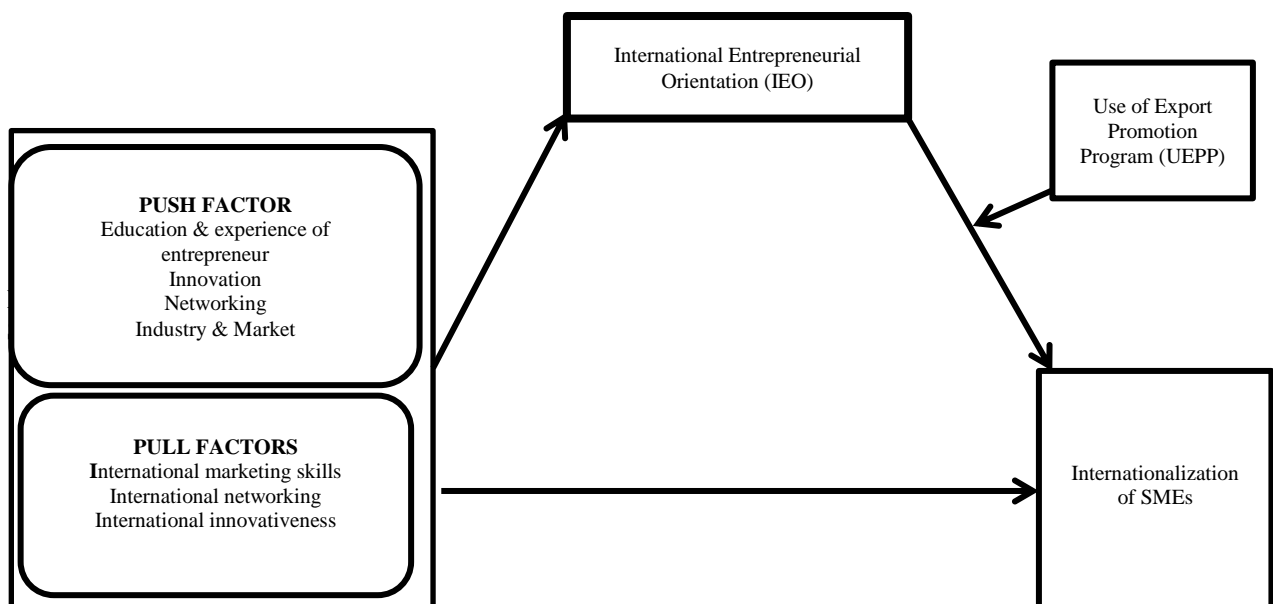 International Entrepreneurial
Orientation (IEO)
Use of Export
Promotion
Program (UEPP)
PUSH FACTOR
Education & experience of
entrepreneur
Innovation
Networking
Industry & Market
PULL FACTORS
International marketing skills
International networking
International innovativeness
Internationalization
of SMEs